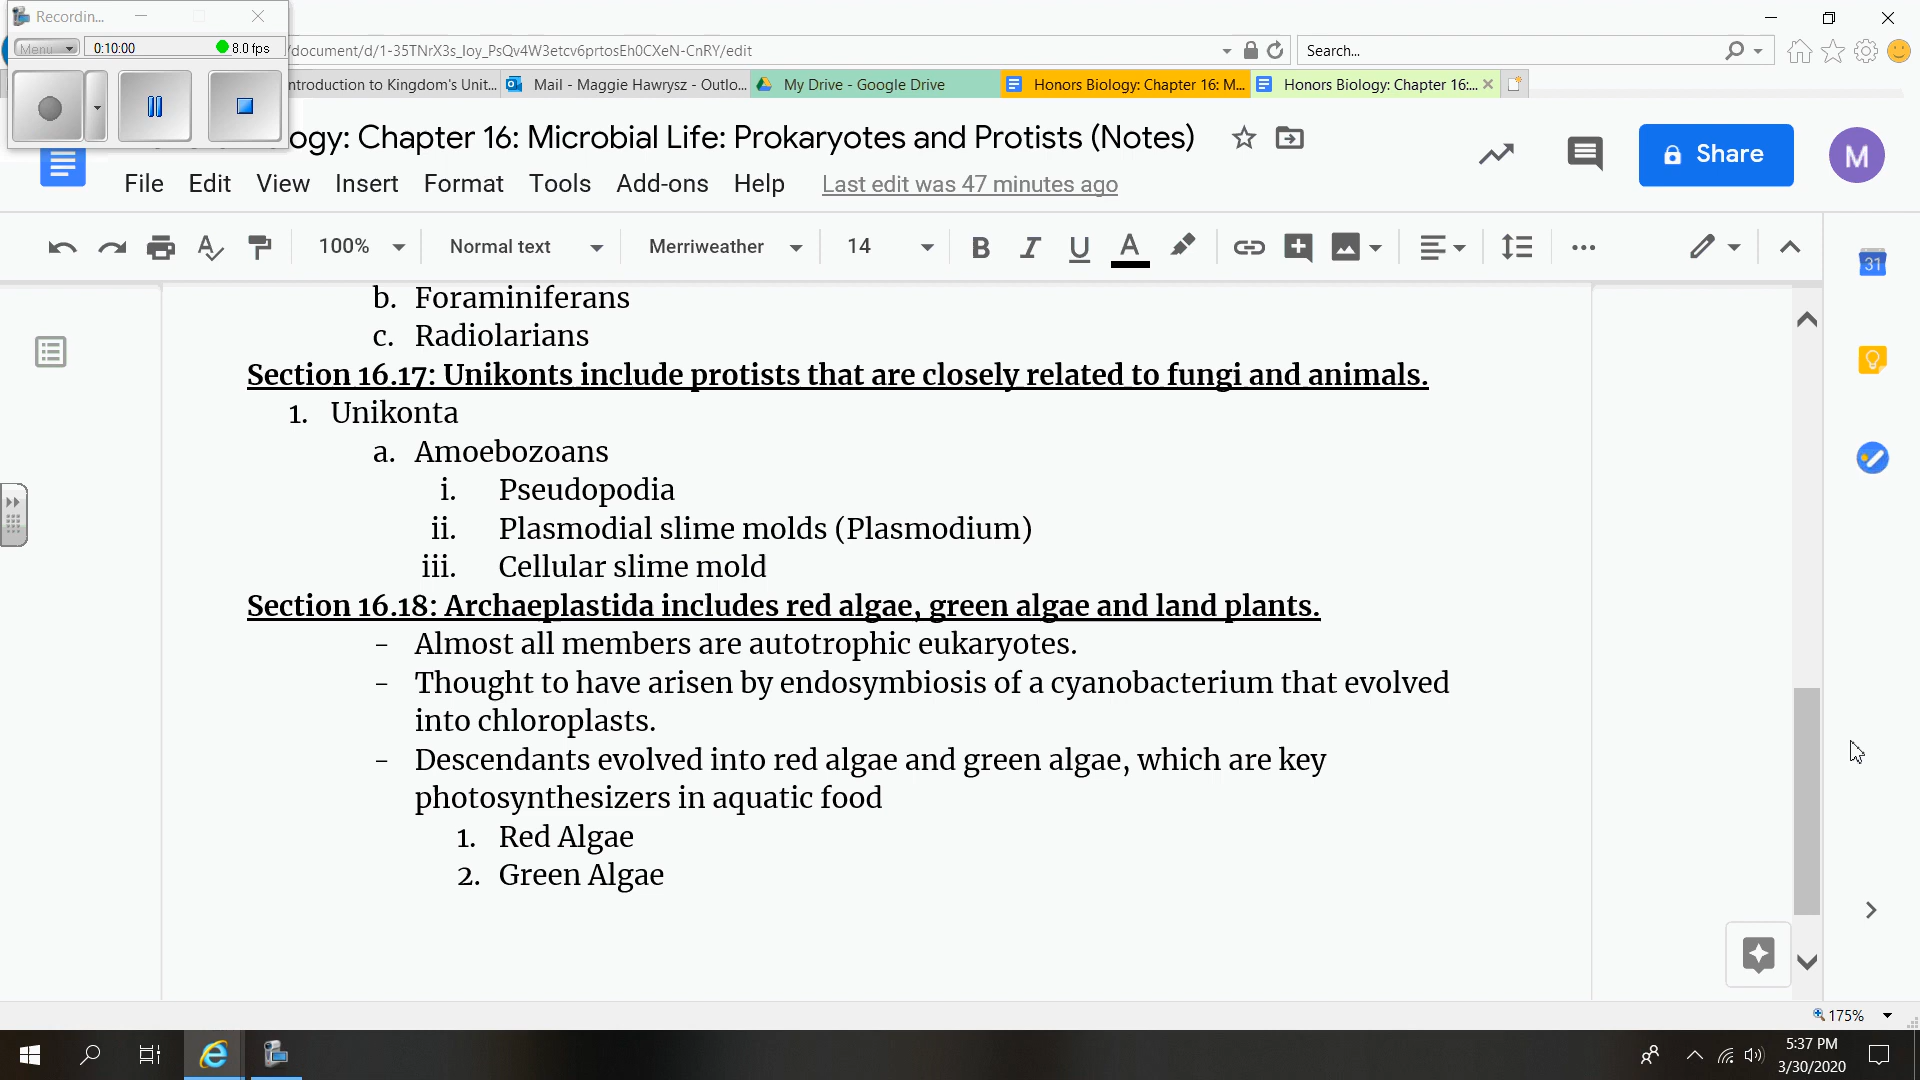 Recordin...
Menu
0:10:00
8.0 fps
/document/d/1-35TNrX3s_Ioy_PsQv4W3etcv6prtosEh0CXeN-CnRY/edit
Search...
ntroduction to Kingdom's Unit...
Mail - Maggie Hawrysz - Outlo...
My Drive - Google Drive
Honors Biology: Chapter 16: M...
Honors Biology: Chapter 16:...
ogy: Chapter 16: Microbial Life: Prokaryotes and Protists (Notes)
Share
M
File Edit View Insert Format Tools Add-ons Help Last edit was 47 minutes ago
100% Normal text Merriweather 14 B I U A
31
b. Foraminiferans
c. Radiolarians
Section 16.17: Unikonts include protists that are closely related to fungi and animals.
1. Unikonta
a. Amoebozoans
i. Pseudopodia
ii. Plasmodial slime molds (Plasmodium)
iii. Cellular slime mold
Section 16.18: Archaeplastida includes red algae, green algae and land plants.
- Almost all members are autotrophic eukaryotes.
- Thought to have arisen by endosymbiosis of a cyanobacterium that evolved
into chloroplasts.
- Descendants evolved into red algae and green algae, which are key
photosynthesizers in aquatic food
1. Red Algae
2. Green Algae
175%
5:37 PM
3/30/2020